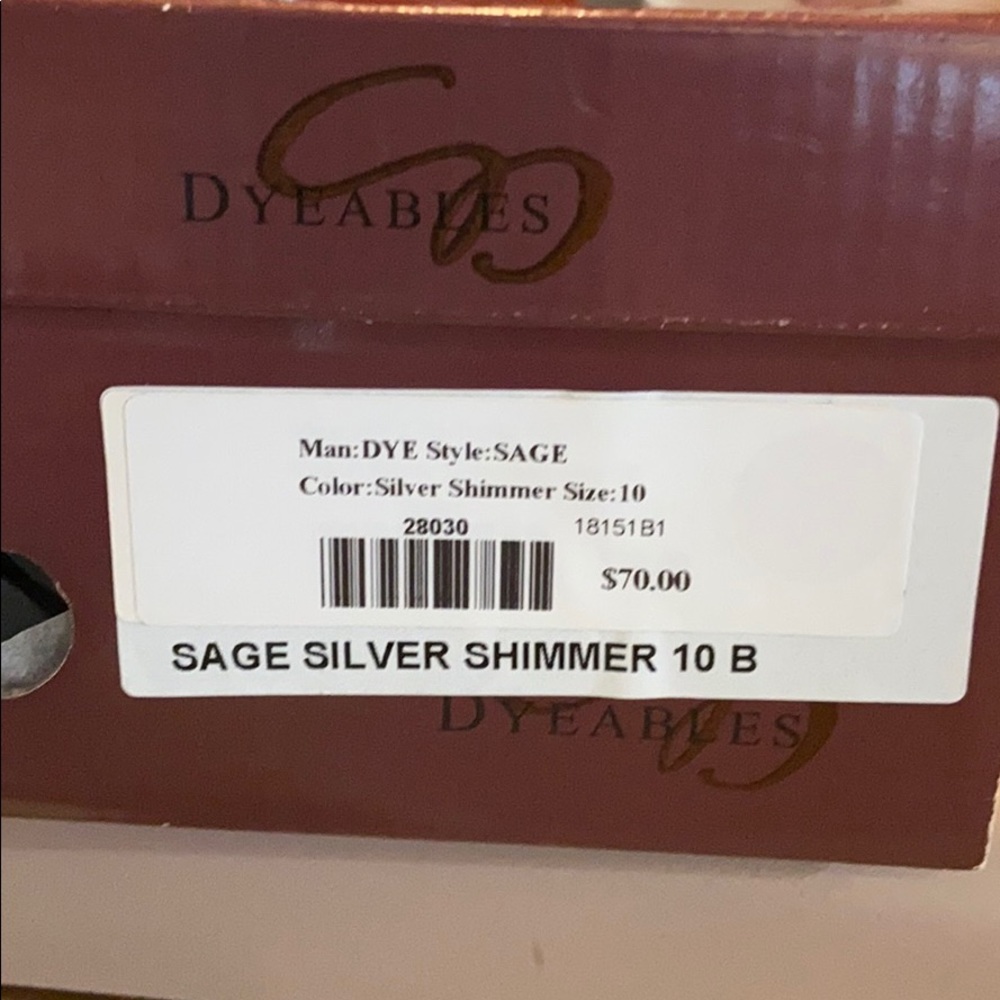 DYEABLES
Man:DYE Style:SAGE
Color:Silver Shimmer Size:10
28030 18151B1
$70.00
SAGE SILVER SHIMMER 10 B
DYEABLES